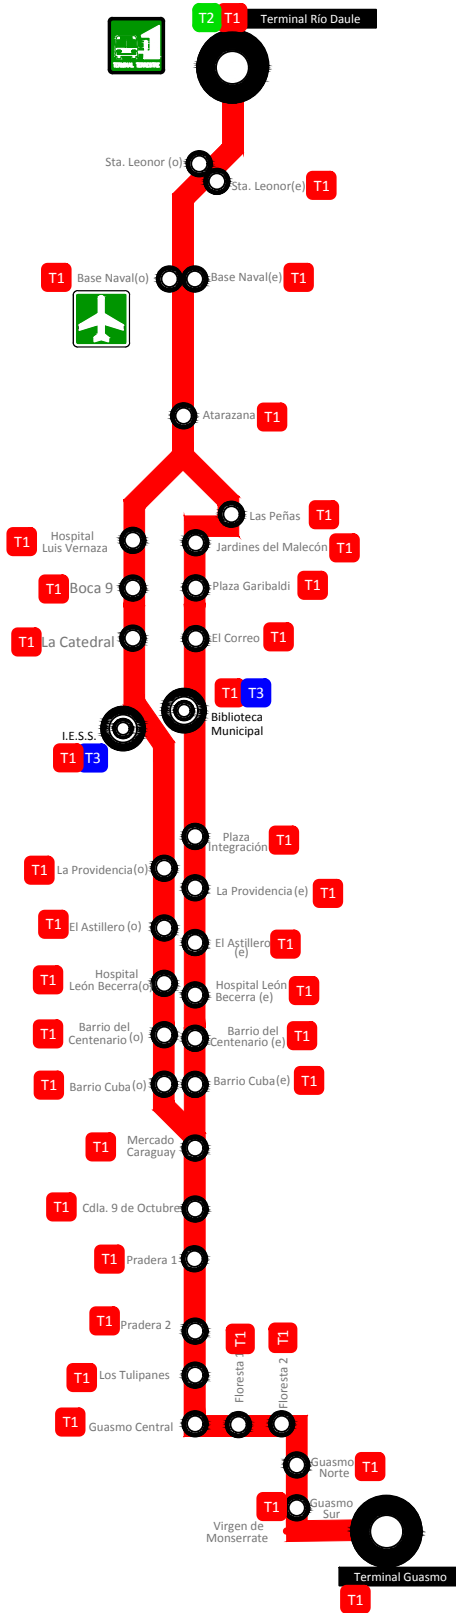 T2 T1 Terminal Río Daule
TERMINAL TERRESTRE
Sta. Leonor (o)
Sta. Leonor(e) T1
T1 Base Naval(o)
Base Naval(e) T1
Atarazana T1
Las Peñas T1
T1 Hospital
Luis Vernaza
Jardines del Malecón T1
T1 Boca 9
Plaza Garibaldi T1
T1 La Catedral
El Correo T1
T1 T3
Biblioteca
Municipal
I.E.S.S.
T1 T3
Plaza
Integración T1
T1 La Providencia(o)
La Providencia(e) T1
T1 El Astillero (o)
El Astillero
(e) T1
T1 Hospital
León Becerra(o)
Hospital León
Becerra (e) T1
T1 Barrio del
Centenario (o)
Barrio del
Centenario (e) T1
T1 Barrio Cuba(o)
Barrio Cuba(e) T1
T1 Mercado
Caraguay
T1 Cdla. 9 de Octubre
T1 Pradera 1
T1 Pradera 2
T1 Los Tulipanes
T1 Guasmo Central
Floresta 1 T1
Floresta 2 T1
Guasmo
Norte T1
T1 Guasmo
Sur
Virgen de
Monserrate
Terminal Guasmo
T1